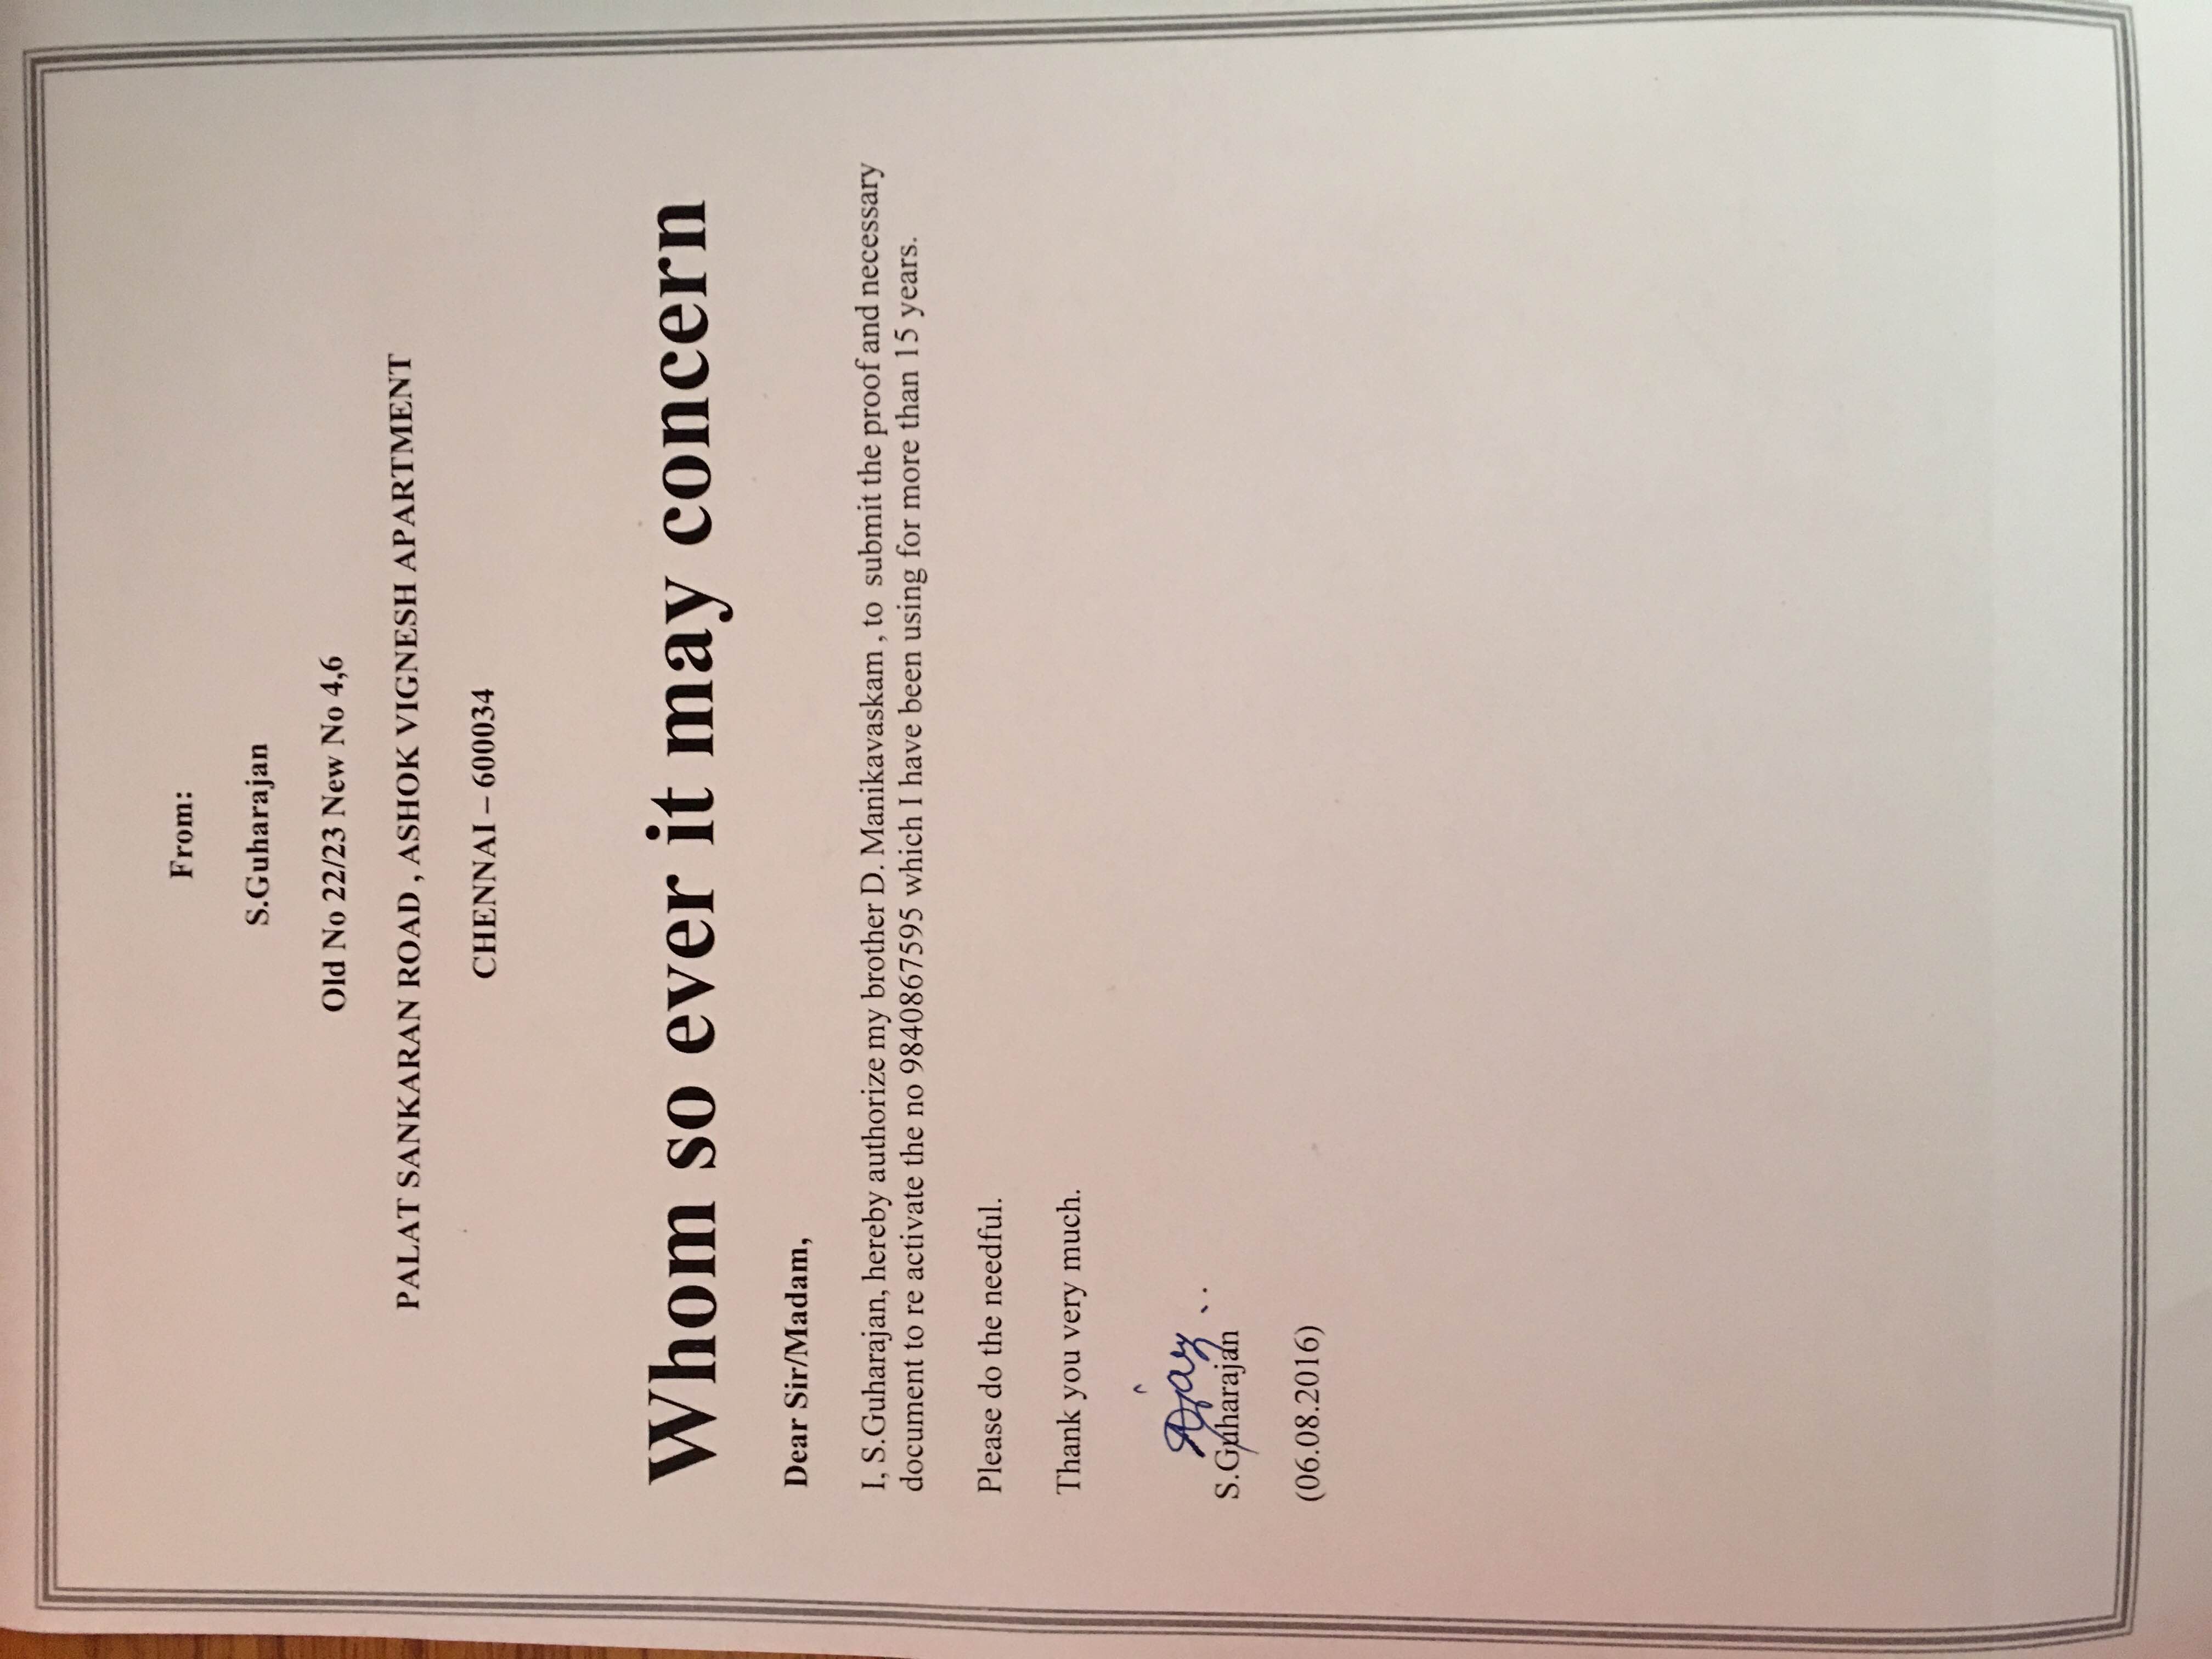 From:
S.Guharajan
Old No 22/23 New No 4,6
PALAT SANKARAN ROAD , ASHOK VIGNESH APARTMENT
CHENNAI – 600034
Whom so ever it may concern
Dear Sir/Madam,
I, S.Guharajan, hereby authorize my brother D. Manikavaskam , to submit the proof and necessary
document to re activate the no 9840867595 which I have been using for more than 15 years.
Please do the needful.
Thank you very much.
S.Guharajan
(06.08.2016)